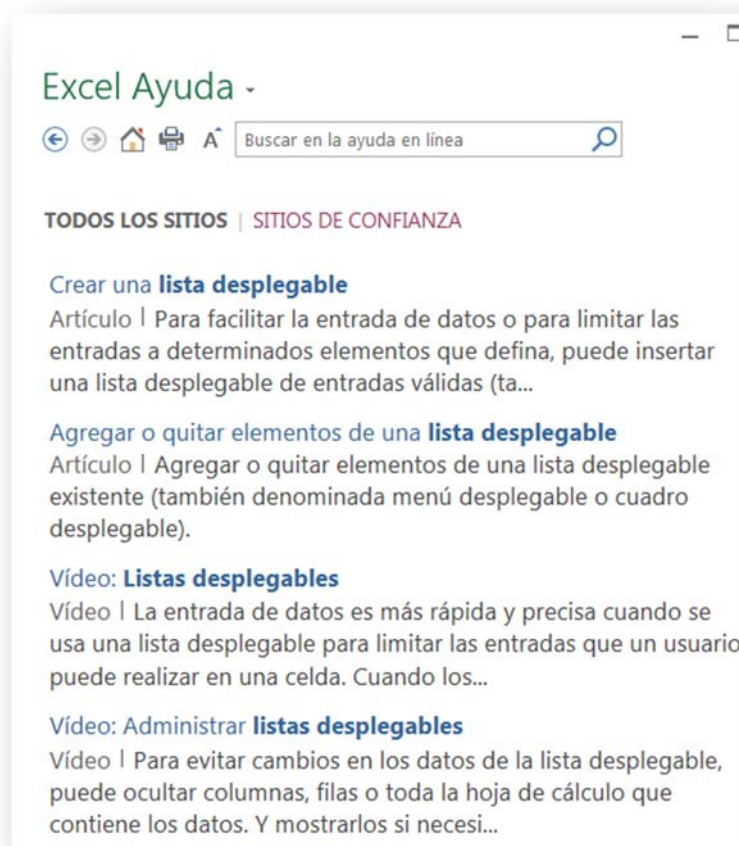 Excel Ayuda
Buscar en la ayuda en línea
TODOS LOS SITIOS | SITIOS DE CONFIANZA
Crear una lista desplegable
Artículo | Para facilitar la entrada de datos o para limitar las
entradas a determinados elementos que defina, puede insertar
una lista desplegable de entradas válidas (ta...
Agregar o quitar elementos de una lista desplegable
Artículo | Agregar o quitar elementos de una lista desplegable
existente (también denominada menú desplegable o cuadro
desplegable).
Vídeo: Listas desplegables
Vídeo | La entrada de datos es más rápida y precisa cuando se
usa una lista desplegable para limitar las entradas que un usuario
puede realizar en una celda. Cuando los...
Vídeo: Administrar listas desplegables
Vídeo | Para evitar cambios en los datos de la lista desplegable,
puede ocultar columnas, filas o toda la hoja de cálculo que
contiene los datos. Y mostrarlos si necesi...